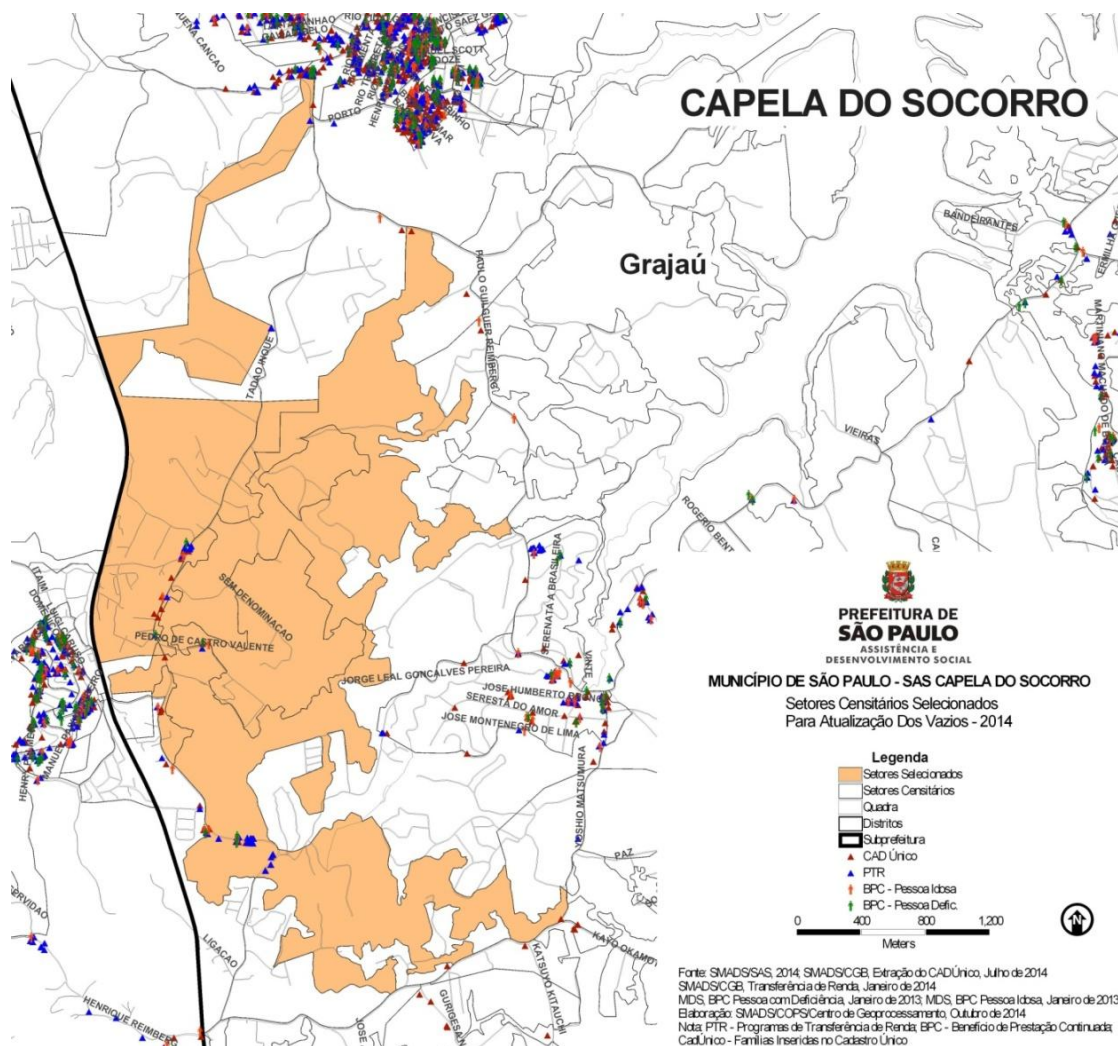 CAPELA DO SOCORRO
PORTO
BANDEIRANTES
Grajaú
PAULO GUILGUER REIMBERG
TADAO INOUE
VIEIRAS
SERENATA A BRASILEIRA
SEM DENOMINACAO
PEDRO DE CASTRO VALENTE
JORGE LEAL GONCALVES PEREIRA
VINTE
SERESTA DO AMOR
JOSE MONTENEGRO DE LIMA
YOSHIO MATSUMURA
PAZ
LIGACAO
KATSUYO KITAUCHI
HENRIQUE REIMBERG
JOSE
PREFEITURA DE
SÃO PAULO
ASSISTÊNCIA E
DESENVOLVIMENTO SOCIAL
MUNICÍPIO DE SÃO PAULO - SAS CAPELA DO SOCORRO
Setores Censitários Selecionados
Para Atualização Dos Vazios - 2014
Legenda
Setores Selecionados
Setores Censitários
Quadra
Distritos
Subprefeitura
CAD Único
PTR
BPC - Pessoa Idosa
BPC - Pessoa Defic.
0 400 800 1,200
Meters
N
Fonte: SMADS/SAS, 2014; SMADS/CGB, Extração do CADÚnico, Julho de 2014
SMADS/CGB, Transferência de Renda, Janeiro de 2014
MDS, BPC Pessoa com Deficiência, Janeiro de 2013; MDS, BPC Pessoa Idosa, Janeiro de 2013
Elaboração: SMADS/COPS/Centro de Geoprocessamento, Outubro de 2014
Nota: PTR - Programas de Transferência de Renda; BPC - Benefício de Prestação Continuada;
CadÚnico - Famílias Inseridas no Cadastro Único